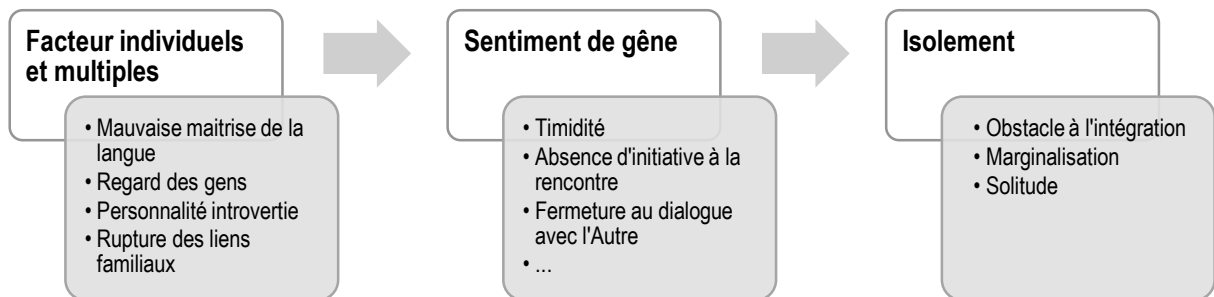 Facteur individuels
et multiples
• Mauvaise maitrise de la
langue
• Regard des gens
• Personnalité introvertie
• Rupture des liens
familiaux
Sentiment de gêne
• Timidité
• Absence d'initiative à la
rencontre
• Fermeture au dialogue
avec l'Autre
• ...
Isolement
• Obstacle à l'intégration
• Marginalisation
• Solitude